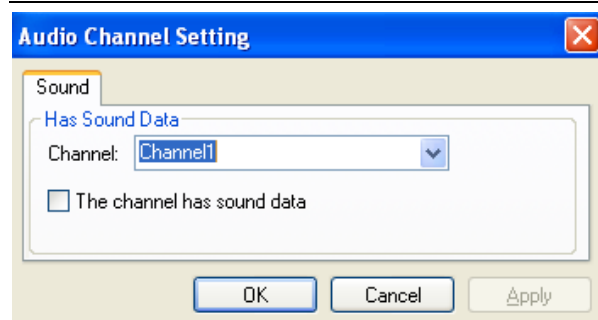 Audio Channel Setting
Sound
Has Sound Data
Channel: Channel1
The channel has sound data
OK Cancel Apply